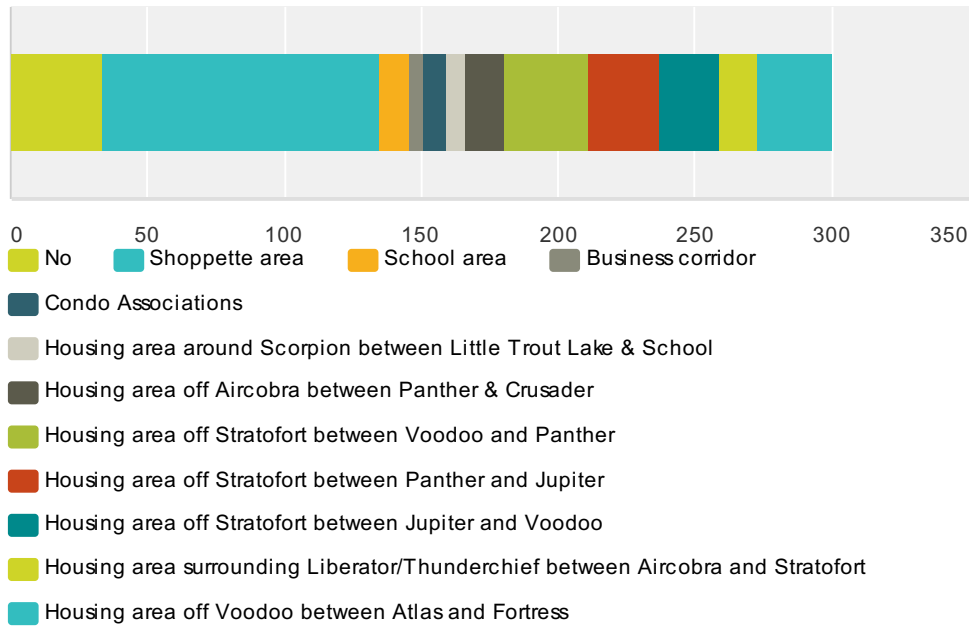 0 50 100 150 200 250 300 350
No Shoppette area School area Business corridor
Condo Associations
Housing area around Scorpion between Little Trout Lake & School
Housing area off Aircobra between Panther & Crusader
Housing area off Stratofort between Voodoo and Panther
Housing area off Stratofort between Panther and Jupiter
Housing area off Stratofort between Jupiter and Voodoo
Housing area surrounding Liberator/Thunderchief between Aircobra and Stratofort
Housing area off Voodoo between Atlas and Fortress